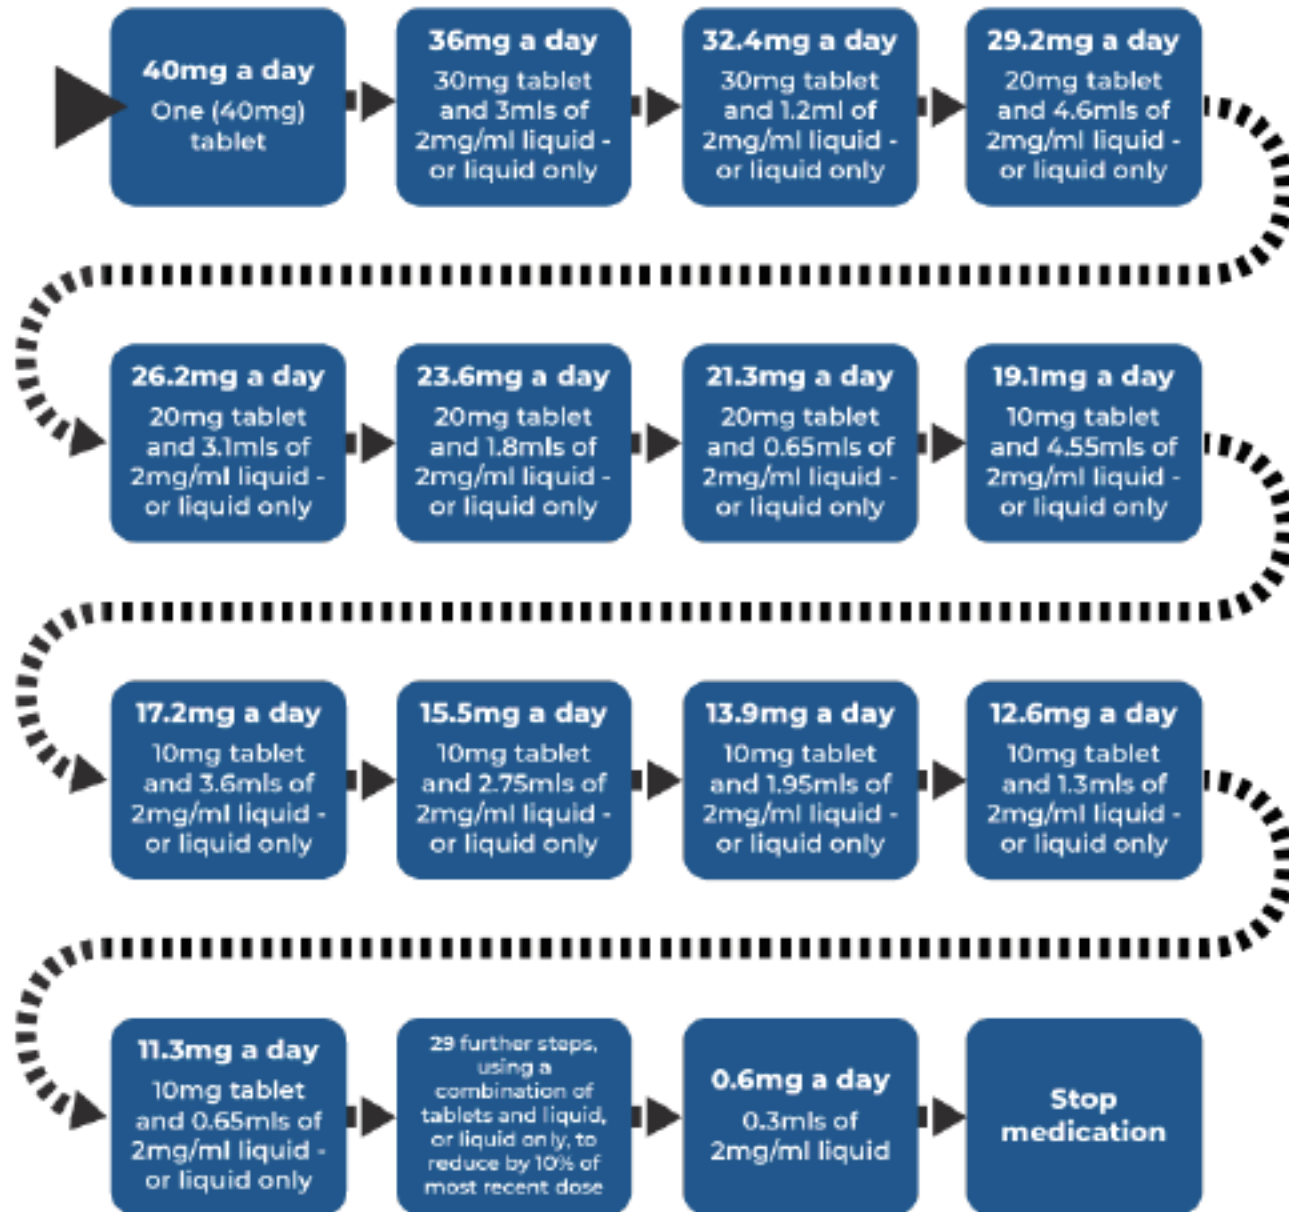 40mg a day
One (40mg)
tablet
36mg a day
30mg tablet
and 3mls of
2mg/ml liquid -
or liquid only
32.4mg a day
30mg tablet
and 1.2ml of
2mg/ml liquid -
or liquid only
29.2mg a day
20mg tablet
and 4.6mls of
2mg/ml liquid -
or liquid only
26.2mg a day
20mg tablet
and 3.1mls of
2mg/ml liquid -
or liquid only
23.6mg a day
20mg tablet
and 1.8mls of
2mg/ml liquid -
or liquid only
21.3mg a day
20mg tablet
and 0.65mls of
2mg/ml liquid -
or liquid only
19.1mg a day
10mg tablet
and 4.55mls of
2mg/ml liquid -
or liquid only
17.2mg a day
10mg tablet
and 3.6mls of
2mg/ml liquid -
or liquid only
15.5mg a day
10mg tablet
and 2.75mls of
2mg/ml liquid -
or liquid only
13.9mg a day
10mg tablet
and 1.95mls of
2mg/ml liquid -
or liquid only
12.6mg a day
10mg tablet
and 1.3mls of
2mg/ml liquid -
or liquid only
11.3mg a day
10mg tablet
and 0.65mls of
2mg/ml liquid -
or liquid only
29 further steps,
using a
combination of
tablets and liquid,
or liquid only, to
reduce by 10% of
most recent dose
0.6mg a day
0.3mls of
2mg/ml liquid
Stop
medication